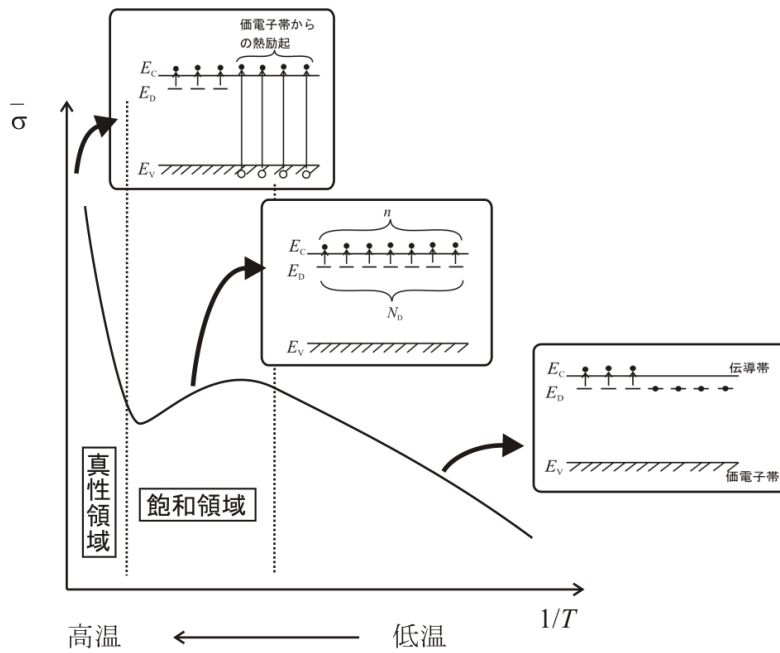 価電子帯から
の熱励起
E_C
E_D
E_V
σ̄
n
E_C
E_D
N_D
E_V
E_C
伝導帯
E_D
E_V
価電子帯
真性領域
飽和領域
1/T
高温
低温